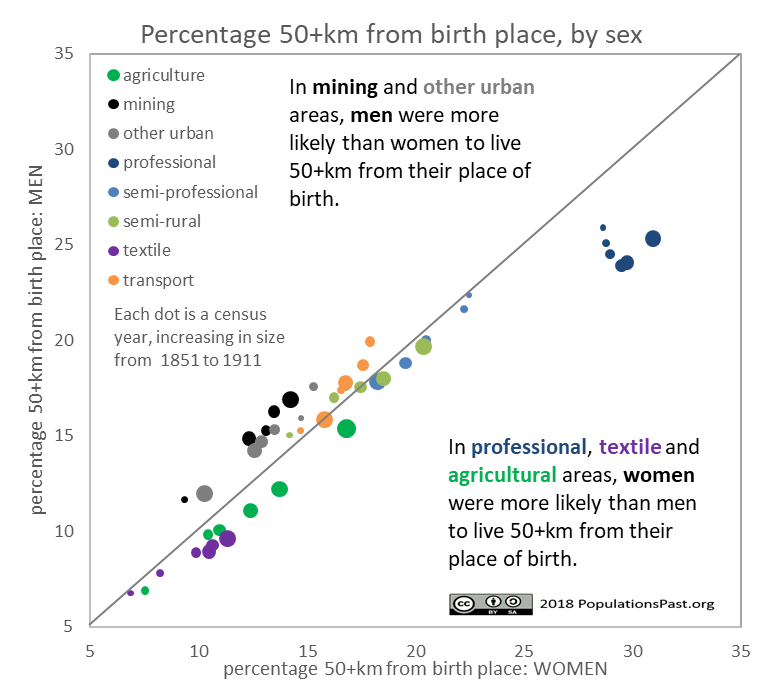 Percentage 50+km from birth place, by sex
35
30
25
20
15
10
5
percentage 50+km from birth place: MEN
agriculture
mining
other urban
professional
semi-professional
semi-rural
textile
transport
Each dot is a census
year, increasing in size
from 1851 to 1911
In mining and other urban
areas, men were more
likely than women to live
50+km from their place of
birth.
In professional, textile and
agricultural areas, women
were more likely than men
to live 50+km from their
place of birth.
cc
BY SA
2018 PopulationsPast.org
5 10 15 20 25 30 35
percentage 50+km from birth place: WOMEN